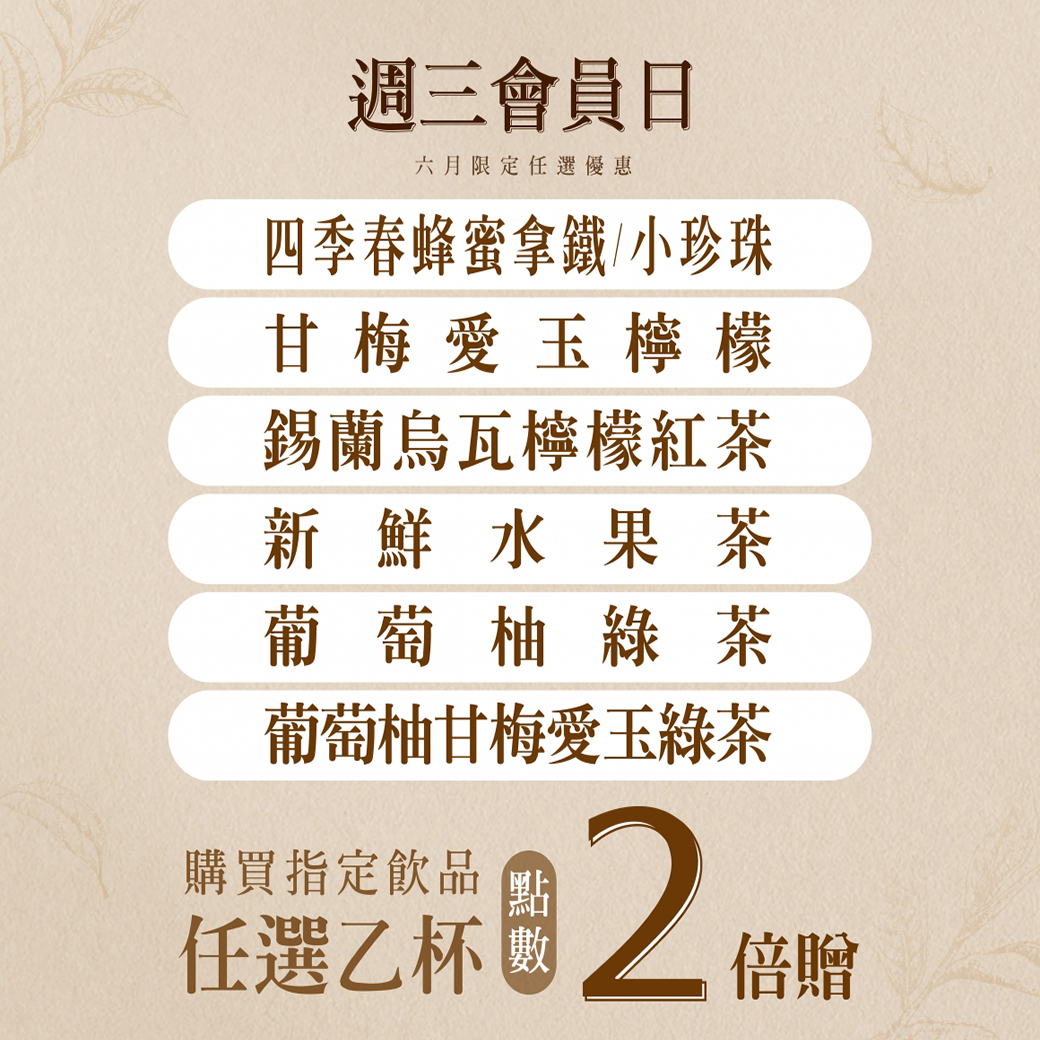 週三會員日
六月限定任選優惠
四季春蜂蜜拿鐵/小珍珠
甘梅愛玉檸檬
錫蘭烏瓦檸檬紅茶
新鮮水果茶
葡萄柚綠茶
葡萄柚甘梅愛玉綠茶
購買指定飲品
任選乙杯
點數
2倍贈